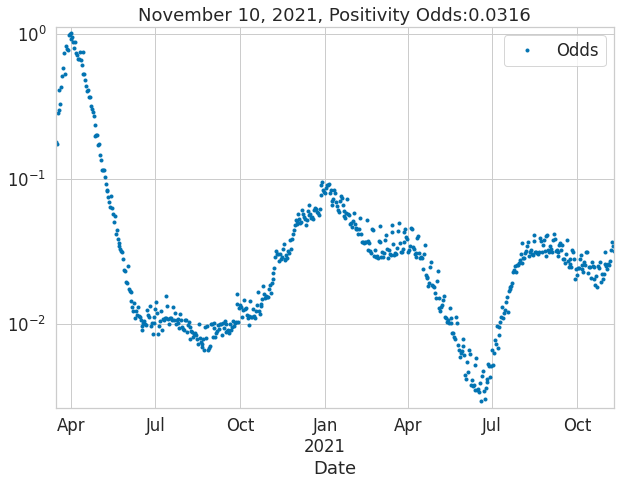 November 10, 2021, Positivity Odds:0.0316
Odds
10⁰
10⁻¹
10⁻²
Apr Jul Oct Jan Apr Jul Oct
2021
Date